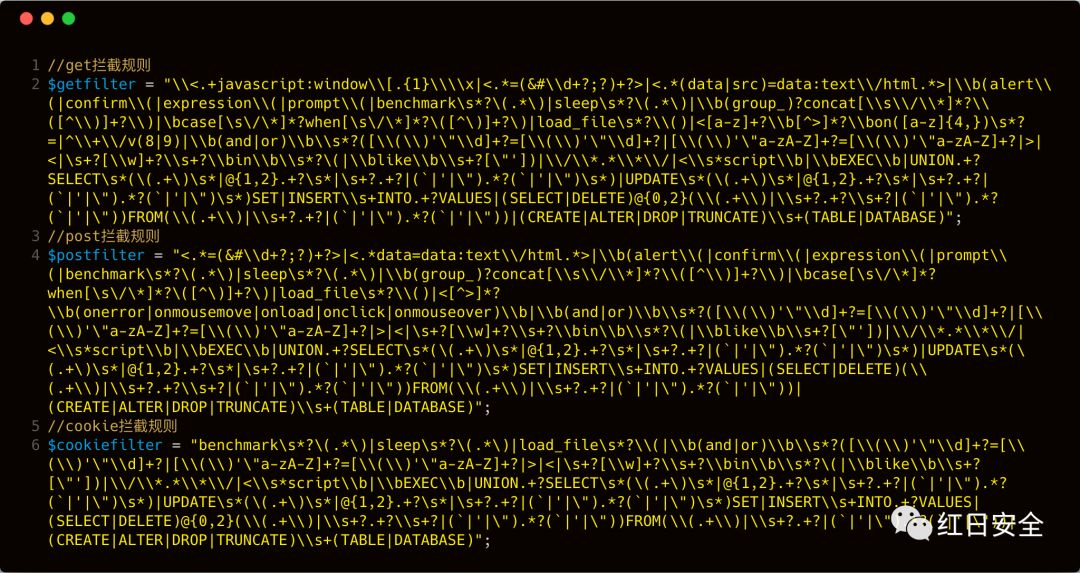 1 //get拦截规则
2 $getfilter = "\\<.+javascript:window\\[.{1}\\\\x|<.*=(&#\\d+?;?)+?>|<.*(data|src)=data:text\\/html.*>|\\b(alert\\
(|confirm\\(|expression\\(|prompt\\(|benchmark\s*?\(.*\)|sleep\s*?\(.*\)|\\b(group_)?concat[\\s\\/\\*]*?\\
([^\\)]+?\\)|\bcase[\s\/\*]*?when[\s\/\*]*?\([^\)]+?\)|load_file\s*?\\()|<[a-z]+?\\b[^>]*?\\bon([a-z]{4,})\s*?
=|^\\+\\/v(8|9)|\\b(and|or)\\b\\s*?([\\(\\)'\"\\d]+?=[\\(\\)'\"\\d]+?|[\\(\\)'\"a-zA-Z]+?=[\\(\\)'\"a-zA-Z]+?|>|
<|\s+?[\\w]+?\\s+?\\bin\\b\\s*?\(|\\blike\\b\\s+?[\"'])|\\/\\*.*\\*\\/|<\\s*script\\b|\\bEXEC\\b|UNION.+?
SELECT\s*(\(.+\)\s*|@{1,2}.+?\s*|\s+?.+?|(`|'|\").*?(`|'|\")\s*)|UPDATE\s*(\(.+\)\s*|@{1,2}.+?\s*|\s+?.+?|
(`|'|\").*?(`|'|\")\s*)SET|INSERT\\s+INTO.+?VALUES|(SELECT|DELETE)@{0,2}(\\(.+\\)|\\s+?.+?\\s+?|(`|'|\").*?
(`|'|\"))FROM(\\(.+\\)|\\s+?.+?|(`|'|\").*?(`|'|\"))|(CREATE|ALTER|DROP|TRUNCATE)\\s+(TABLE|DATABASE)";
3 //post拦截规则
4 $postfilter = "<.*=(&#\\d+?;?)+?>|<.*data=data:text\\/html.*>|\\b(alert\\(|confirm\\(|expression\\(|prompt\\
(|benchmark\s*?\(.*\)|sleep\s*?\(.*\)|\\b(group_)?concat[\\s\\/\\*]*?\\([^\\)]+?\\)|\bcase[\s\/\*]*?
when[\s\/\*]*?\([^\)]+?\)|load_file\s*?\\()|<[^>]*?
\\b(onerror|onmousemove|onload|onclick|onmouseover)\\b|\\b(and|or)\\b\\s*?([\\(\\)'\"\\d]+?=[\\(\\)'\"\\d]+?|[\\
(\\)'\"a-zA-Z]+?=[\\(\\)'\"a-zA-Z]+?|>|<|\s+?[\\w]+?\\s+?\\bin\\b\\s*?\(|\\blike\\b\\s+?[\"'])|\\/\\*.*\\*\\/|
<\\s*script\\b|\\bEXEC\\b|UNION.+?SELECT\s*(\(.+\)\s*|@{1,2}.+?\s*|\s+?.+?|(`|'|\").*?(`|'|\")\s*)|UPDATE\s*(\
(.+\)\s*|@{1,2}.+?\s*|\s+?.+?|(`|'|\").*?(`|'|\")\s*)SET|INSERT\\s+INTO.+?VALUES|(SELECT|DELETE)(\\
(.+\\)|\\s+?.+?\\s+?|(`|'|\").*?(`|'|\"))FROM(\\(.+\\)|\\s+?.+?|(`|'|\").*?(`|'|\"))|
(CREATE|ALTER|DROP|TRUNCATE)\\s+(TABLE|DATABASE)";
5 //cookie拦截规则
6 $cookiefilter = "benchmark\s*?\(.*\)|sleep\s*?\(.*\)|load_file\s*?\\(|\\b(and|or)\\b\\s*?([\\(\\)'\"\\d]+?=[\\
(\\)'\"\\d]+?|[\\(\\)'\"a-zA-Z]+?=[\\(\\)'\"a-zA-Z]+?|>|<|\s+?[\\w]+?\\s+?\\bin\\b\\s*?\(|\\blike\\b\\s+?
[\"'])|\\/\\*.*\\*\\/|<\\s*script\\b|\\bEXEC\\b|UNION.+?SELECT\s*(\(.+\)\s*|@{1,2}.+?\s*|\s+?.+?|(`|'|\").*?
(`|'|\")\s*)|UPDATE\s*(\(.+\)\s*|@{1,2}.+?\s*|\s+?.+?|(`|'|\").*?(`|'|\")\s*)SET|INSERT\\s+INTO.+?VALUES|
(SELECT|DELETE)@{0,2}(\\(.+\\)|\\s+?.+?\\s+?|(`|'|\").*?(`|'|\"))FROM(\\(.+\\)|\\s+?.+?|(`|'|\"
(CREATE|ALTER|DROP|TRUNCATE)\\s+(TABLE|DATABASE)";
红日安全